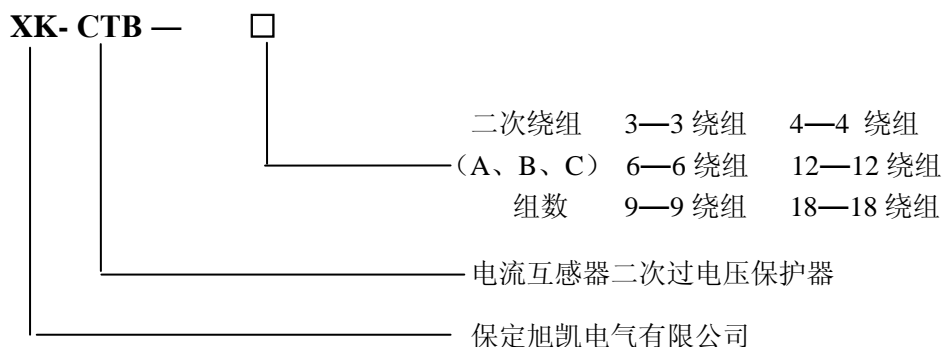 XK- CTB — □
二次绕组 3—3 绕组 4—4 绕组
（A、B、C） 6—6 绕组 12—12 绕组
组数 9—9 绕组 18—18 绕组
电流互感器二次过电压保护器
保定旭凯电气有限公司